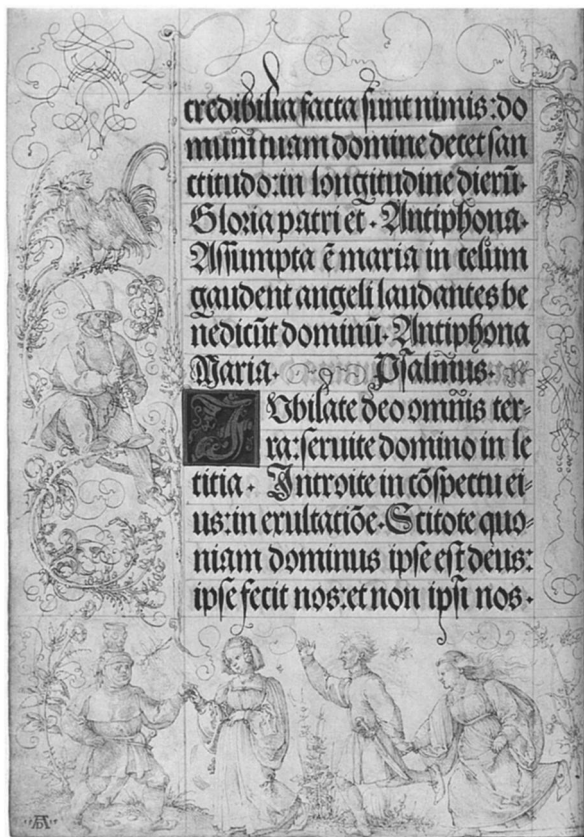 credibilia facta sunt nimis: do
mum tuam domine decet san
ctitudo: in longitudine dierū.
Gloria patri et. Antiphona.
Assumpta ē maria in celum
gaudent angeli laudantes be
nedicūt dominū. Antiphona
Maria. Psalmus.
IVbilate deo omnis ter-
ra: seruite domino in le
titia. Introite in cōspectu ei-
us: in exultatiōe. Scitote quo-
niam dominus ipse est deus:
ipse fecit nos: et non ipsi nos.